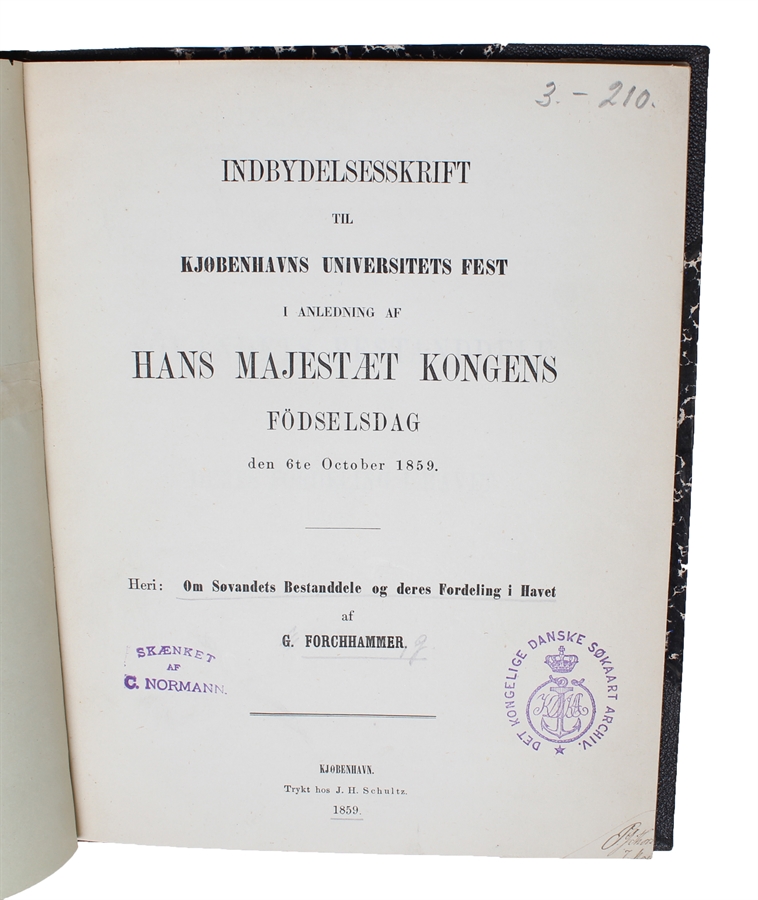 3. – 210.
INDBYDELSESSKRIFT
TIL
KJØBENHAVNS UNIVERSITETS FEST
I ANLEDNING AF
HANS MAJESTÆT KONGENS
FÖDSELSDAG
den 6te October 1859.
Heri: Om Søvandets Bestanddele og deres Fordeling i Havet
af
G. FORCHHAMMER.
SKÆNKET
AF
C. NORMANN.
DET KONGELIGE DANSKE SØKAART ARCHIV.
KJØBENHAVN.
Trykt hos J. H. Schultz.
1859.